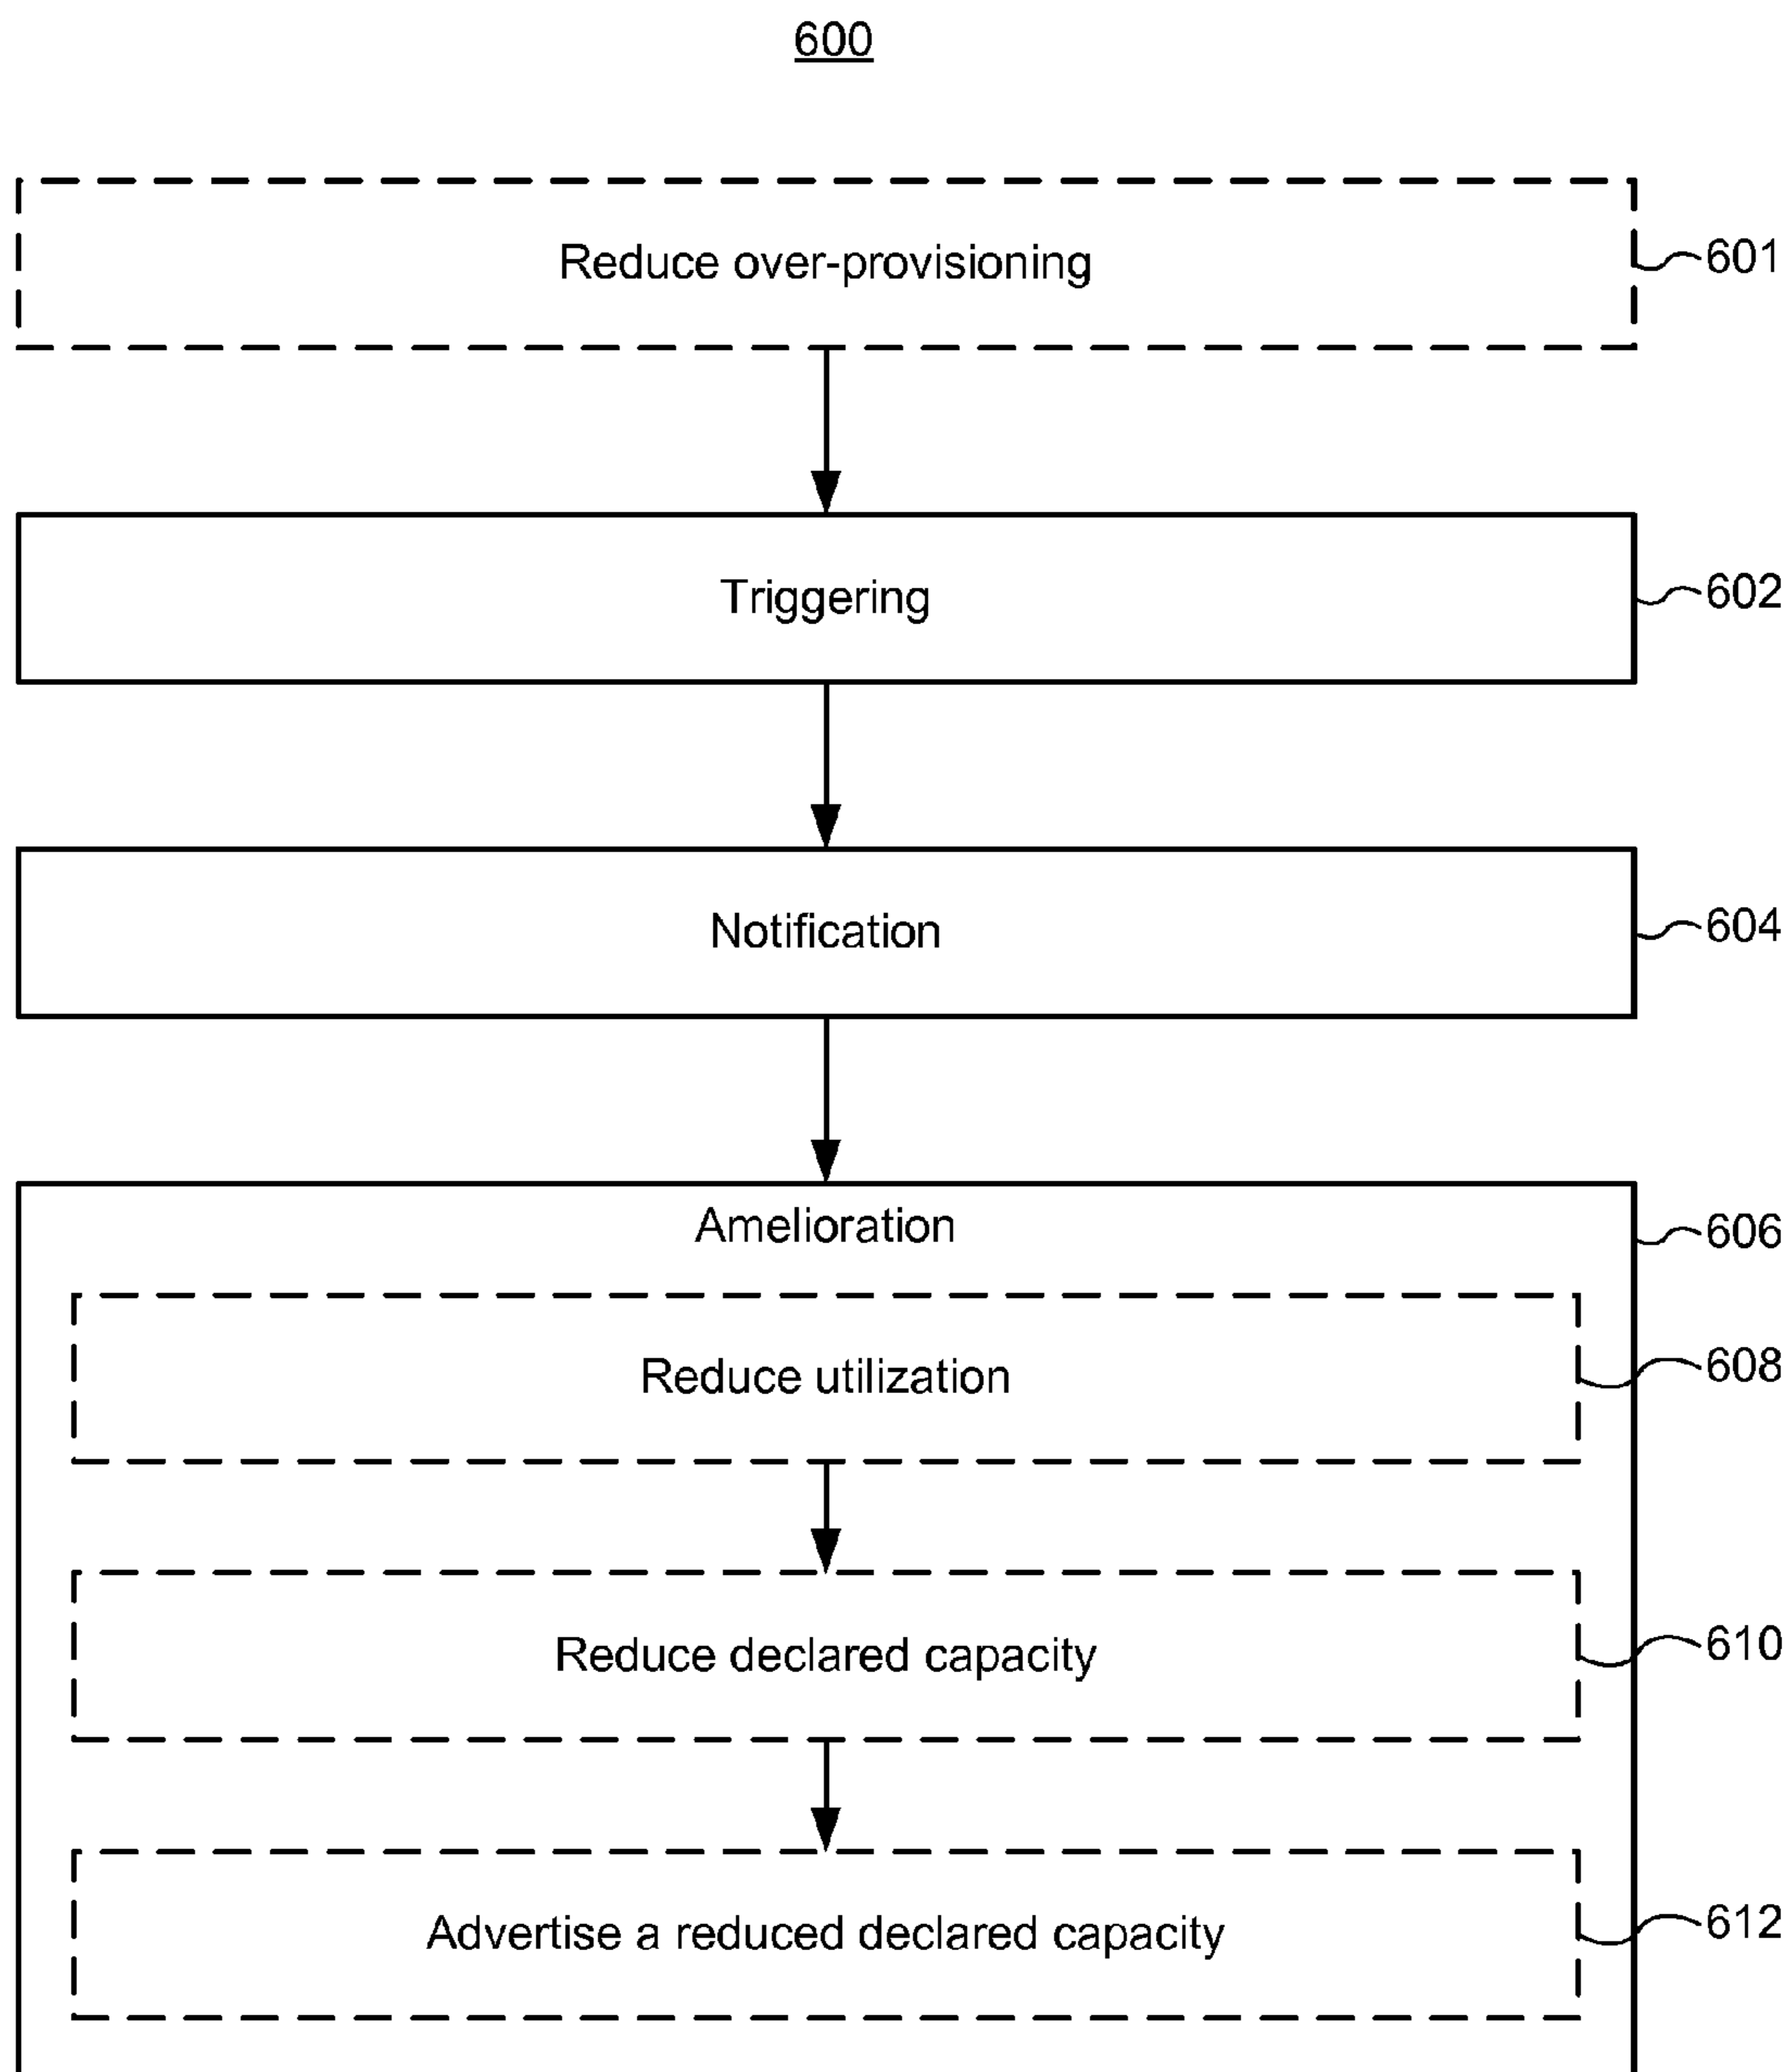 600
Reduce over-provisioning
601
Triggering
602
Notification
604
Amelioration
606
Reduce utilization
608
Reduce declared capacity
610
Advertise a reduced declared capacity
612